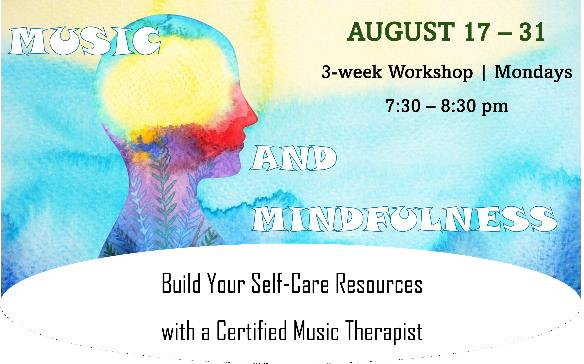 MUSIC
AUGUST 17 – 31
3-week Workshop | Mondays
7:30 – 8:30 pm
AND
MINDFULNESS
Build Your Self-Care Resources
with a Certified Music Therapist